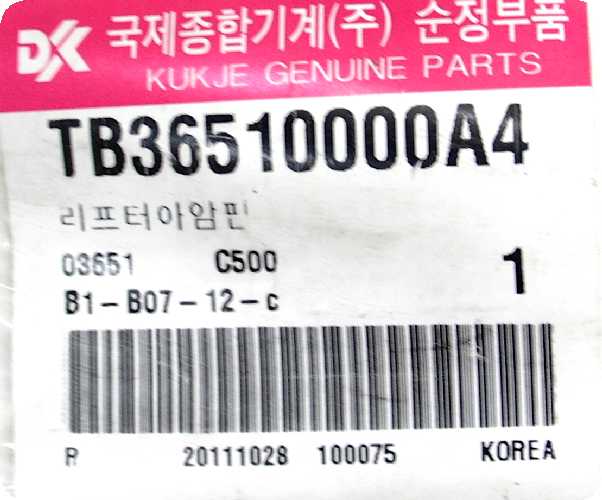 DK 국제종합기계(주) 순정부품
KUKJE GENUINE PARTS
TB36510000A4
리프터아암핀
03651 C500
1
B1-B07-12-c
R 20111028 100075 KOREA